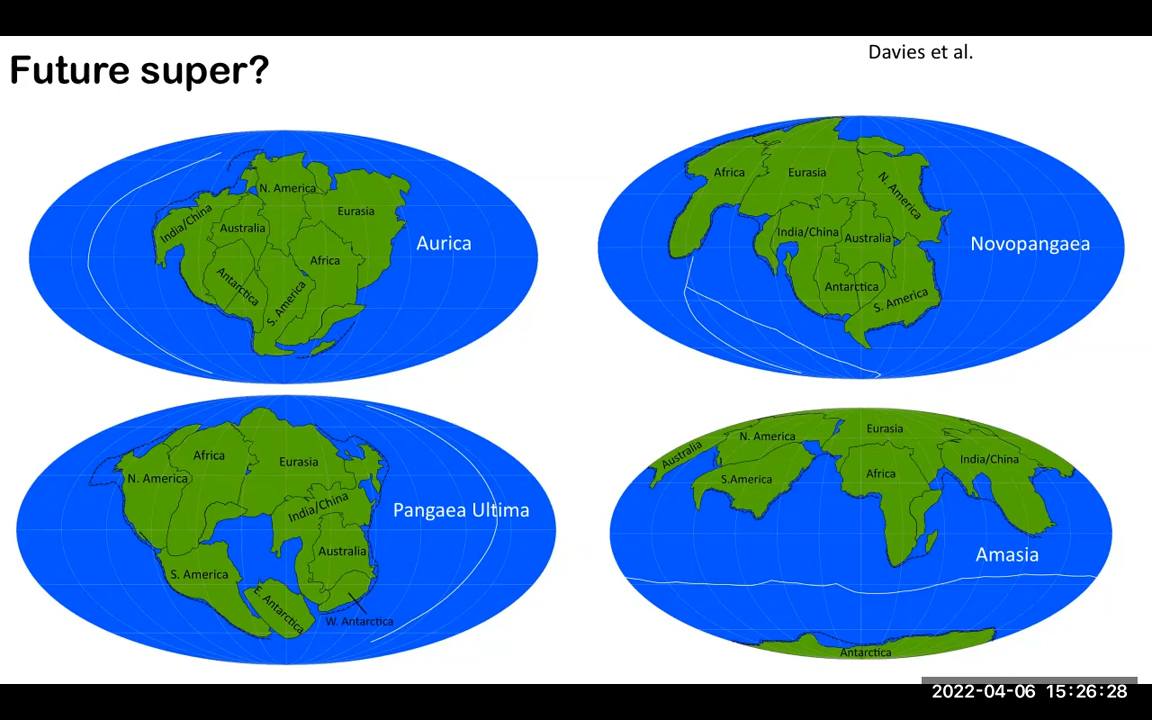 Future super?
Davies et al.
N. America
Eurasia
India/China
Australia
Africa
Antarctica
S. America
Aurica
Africa
Eurasia
N. America
India/China
Australia
Antarctica
S. America
Novopangaea
Africa
Eurasia
N. America
India/China
Australia
S. America
E. Antarctica
W. Antarctica
Pangaea Ultima
Australia
N. America
Eurasia
S.America
Africa
India/China
Amasia
Antarctica
2022-04-06 15:26:28